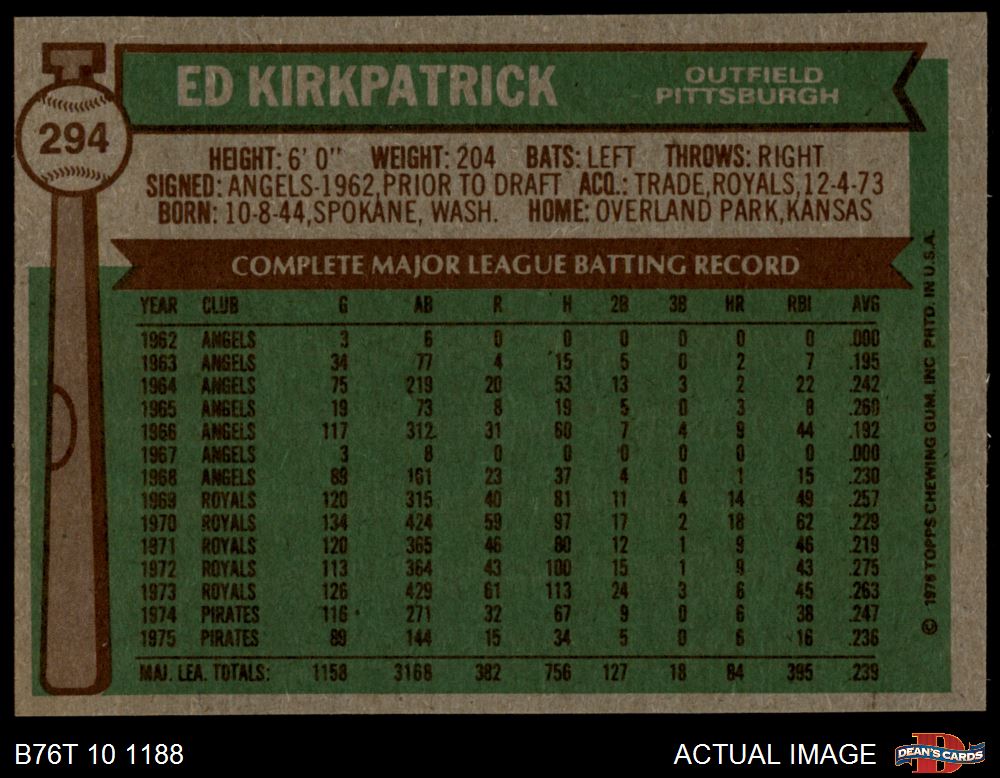 ED KIRKPATRICK
OUTFIELD
PITTSBURGH
294
HEIGHT: 6' 0" WEIGHT: 204 BATS: LEFT THROWS: RIGHT
SIGNED: ANGELS-1962, PRIOR TO DRAFT ACQ.: TRADE, ROYALS, 12-4-73
BORN: 10-8-44, SPOKANE, WASH. HOME: OVERLAND PARK, KANSAS
COMPLETE MAJOR LEAGUE BATTING RECORD
YEAR CLUB G AB R H 2B 3B HR RBI AVG
1962 ANGELS 3 6 0 0 0 0 0 0 .000
1963 ANGELS 34 77 4 15 5 0 2 7 .195
1964 ANGELS 75 219 20 53 13 3 2 22 .242
1965 ANGELS 19 73 8 19 5 0 3 8 .260
1966 ANGELS 117 312 31 60 7 4 9 44 .192
1967 ANGELS 3 8 0 0 0 0 0 0 .000
1968 ANGELS 89 161 23 37 4 0 1 15 .230
1969 ROYALS 120 315 40 81 11 4 14 49 .257
1970 ROYALS 134 424 59 97 17 2 18 62 .229
1971 ROYALS 120 365 46 80 12 1 9 46 .219
1972 ROYALS 113 364 43 100 15 1 9 43 .275
1973 ROYALS 126 429 61 113 24 3 6 45 .263
1974 PIRATES 116 271 32 67 9 0 6 38 .247
1975 PIRATES 89 144 15 34 5 0 6 16 .236
MAJ. LEA. TOTALS: 1158 3168 382 756 127 18 84 395 .239
© 1976 TOPPS CHEWING GUM, INC. PRTD. IN U.S.A.
B76T 10 1188
ACTUAL IMAGE
DEAN'S CARDS